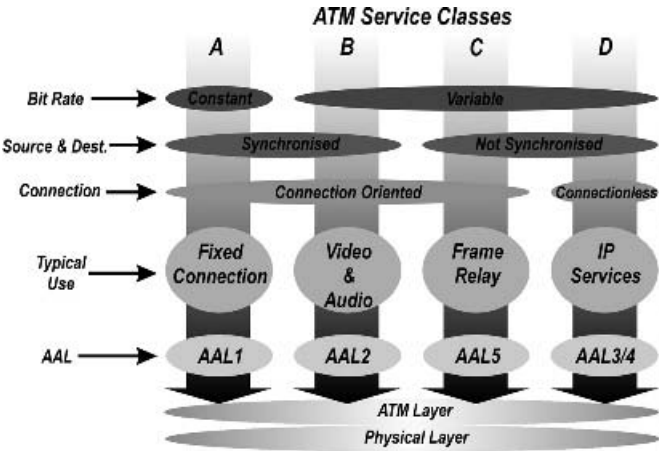 ATM Service Classes
A B C D
Bit Rate Constant Variable
Source & Dest. Synchronised Not Synchronised
Connection Connection Oriented Connectionless
Typical
Use
Fixed
Connection
Video
&
Audio
Frame
Relay
IP
Services
AAL AAL1 AAL2 AAL5 AAL3/4
ATM Layer
Physical Layer